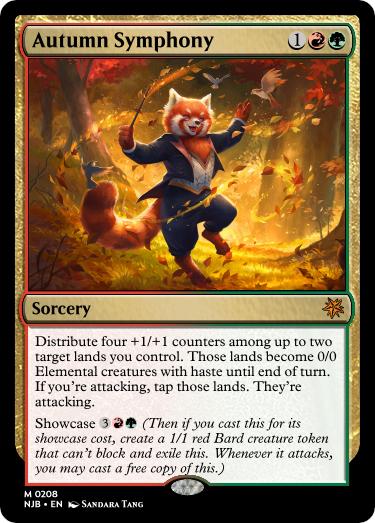 Autumn Symphony 1
Sorcery
Distribute four +1/+1 counters among up to two
target lands you control. Those lands become 0/0
Elemental creatures with haste until end of turn.
If you’re attacking, tap those lands. They’re
attacking.
Showcase 3 (Then if you cast this for its
showcase cost, create a 1/1 red Bard creature token
that can’t block and exile this. Whenever it attacks,
you may cast a free copy of this.)
M 0208
NJB • EN Sandara Tang